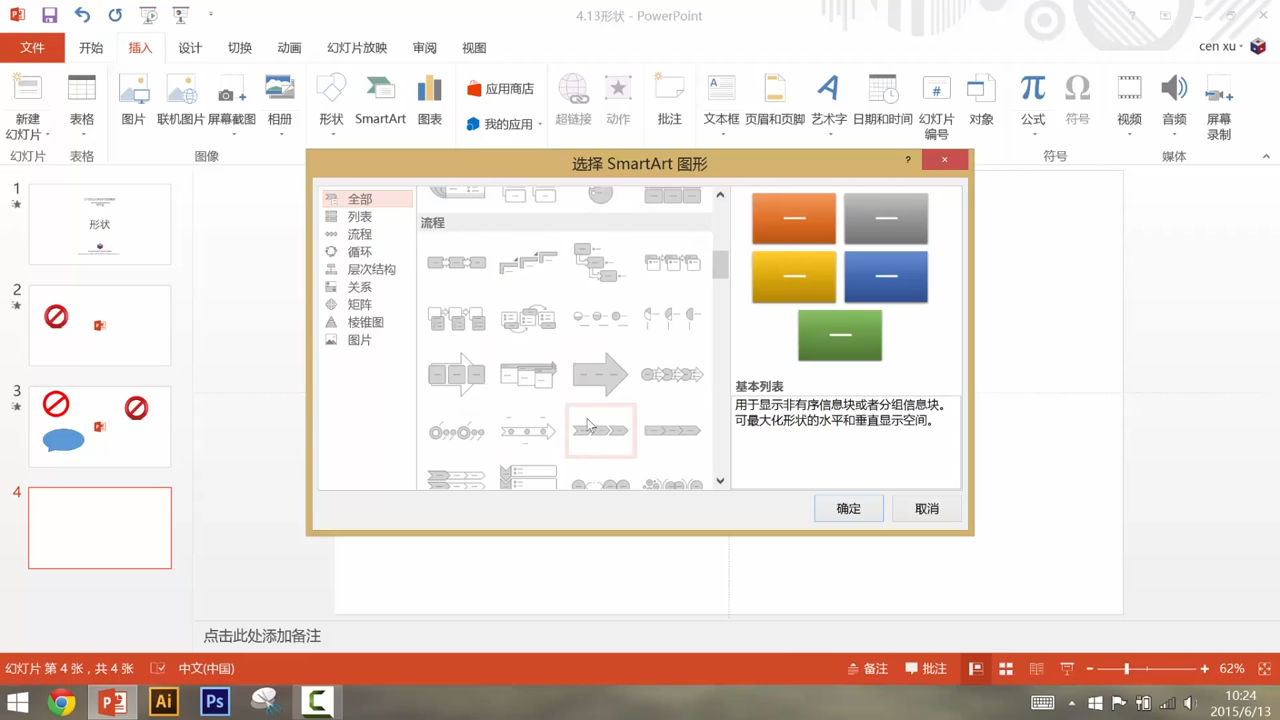 4.13形状 - PowerPoint
文件 开始 插入 设计 切换 动画 幻灯片放映 审阅 视图
cen xu
新建
幻灯片
表格
图片
联机图片
屏幕截图
相册
形状
SmartArt
图表
应用商店
我的应用
超链接
动作
批注
文本框
页眉和页脚
艺术字
日期和时间
幻灯片
编号
对象
公式
符号
视频
音频
屏幕
录制
幻灯片
表格
图像
符号
媒体
选择 SmartArt 图形
全部
列表
流程
循环
层次结构
关系
矩阵
棱锥图
图片
流程
基本列表
用于显示非有序信息块或者分组信息块。
可最大化形状的水平和垂直显示空间。
确定
取消
1
形状
2
3
4
点击此处添加备注
幻灯片 第 4 张，共 4 张
中文(中国)
备注
批注
62%
Ai
Ps
10:24
2015/6/13